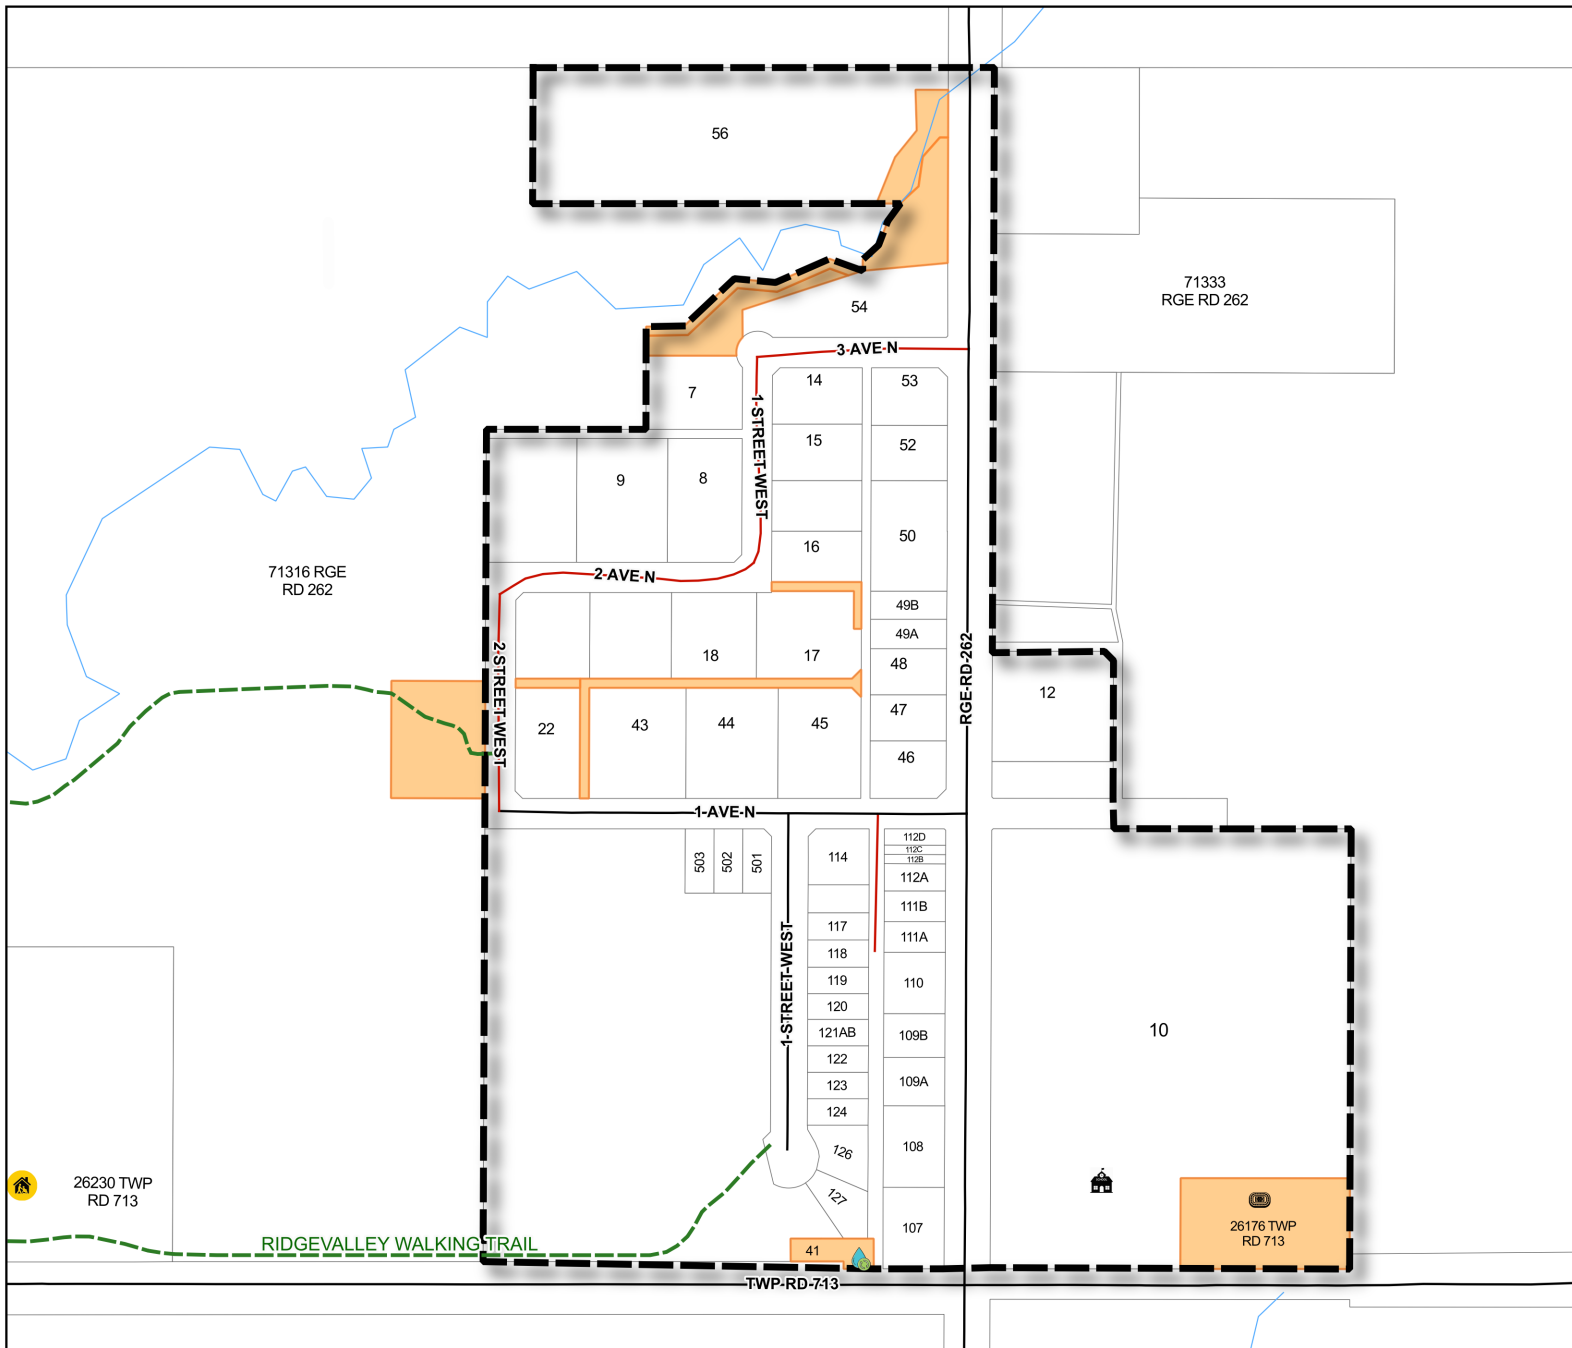 56
71333
RGE RD 262
54
3 AVE N
7
14
53
1 STREET WEST
15
52
9
8
50
16
71316 RGE
RD 262
2 AVE N
49B
49A
2 STREET WEST
18
17
48
RGE RD 262
12
47
22
43
44
45
46
1 AVE N
503
502
501
114
112D
112C
112B
112A
111B
111A
117
118
119
110
120
121AB
109B
122
123
109A
124
1 STREET WEST
10
126
108
127
107
SCHOOL
26230 TWP
RD 713
26176 TWP
RD 713
RIDGEVALLEY WALKING TRAIL
41
TWP RD 713